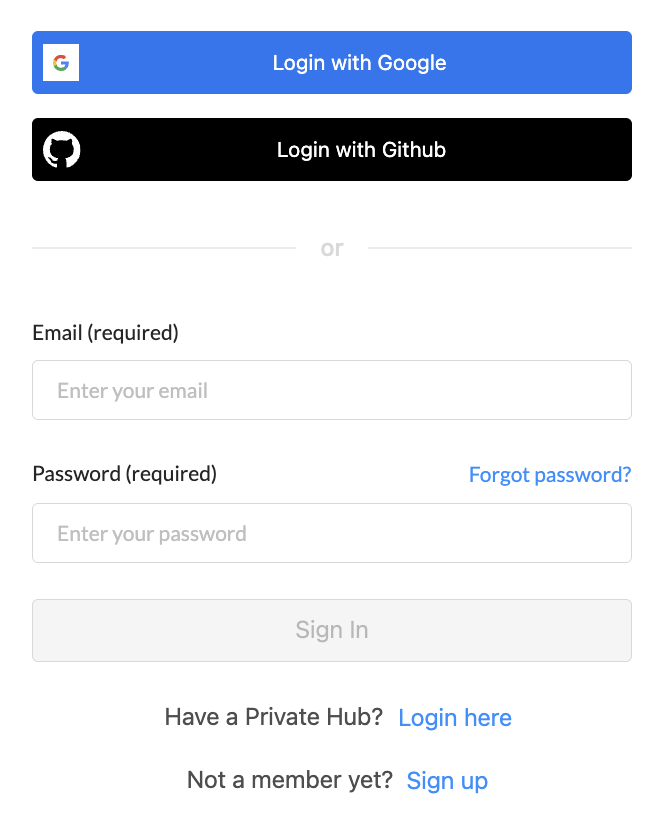 Login with Google
Login with Github
or
Email (required)
Enter your email
Password (required) Forgot password?
Enter your password
Sign In
Have a Private Hub? Login here
Not a member yet? Sign up